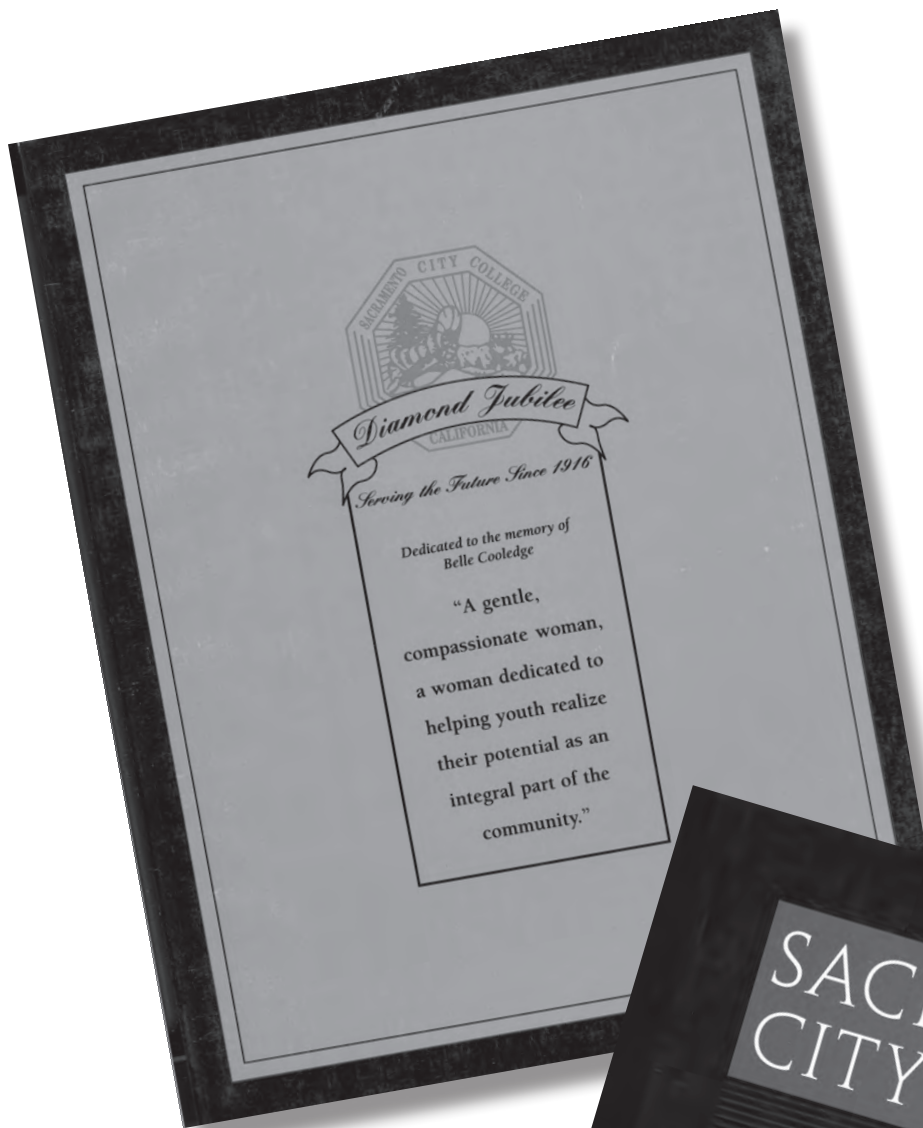 SACRAMENTO CITY COLLEGE
Diamond Jubilee
CALIFORNIA
Serving the Future Since 1916
Dedicated to the memory of
Belle Cooledge
“A gentle,
compassionate woman,
a woman dedicated to
helping youth realize
their potential as an
integral part of the
community.”
SAC
CITY